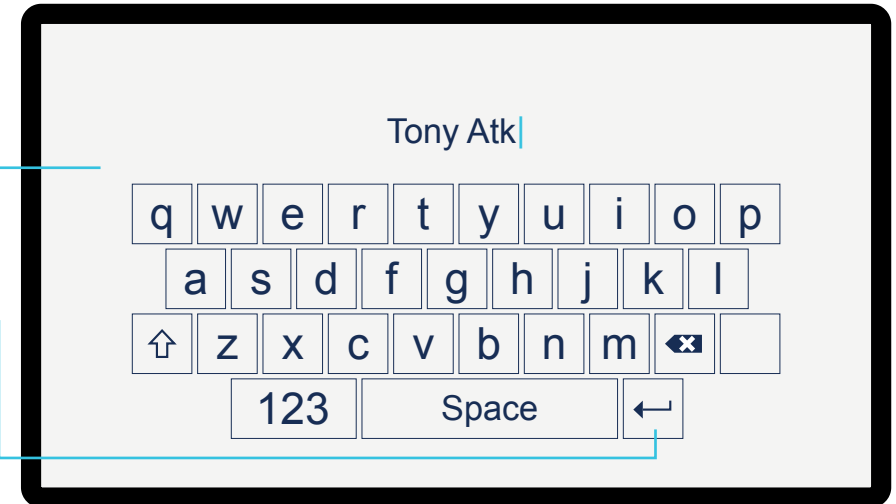 Tony Atk
q w e r t y u i o p
a s d f g h j k l
z x c v b n m
123 Space